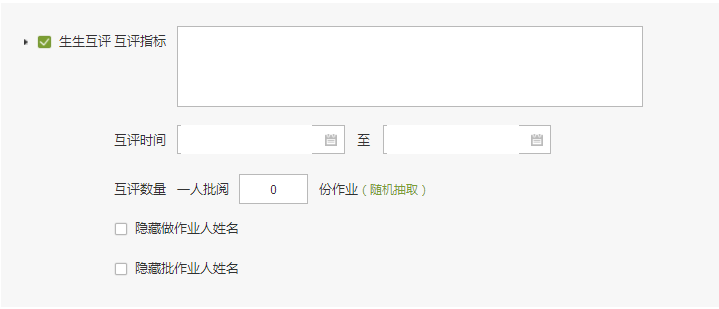 生生互评 互评指标
互评时间 至
互评数量 一人批阅 0 份作业（随机抽取）
隐藏做作业人姓名
隐藏批作业人姓名